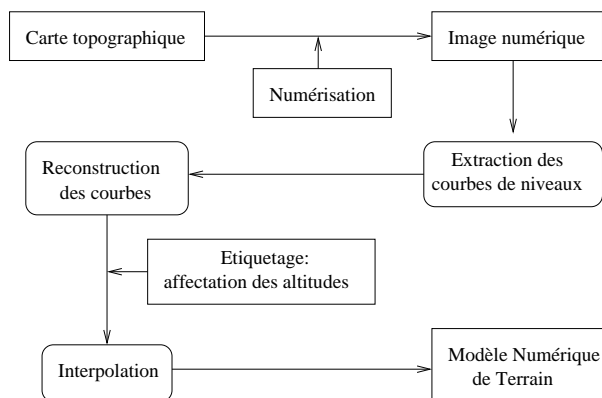 Carte topographique
Image numérique
Numérisation
Reconstruction
des courbes
Extraction des
courbes de niveaux
Etiquetage:
affectation des altitudes
Interpolation
Modèle Numérique
de Terrain